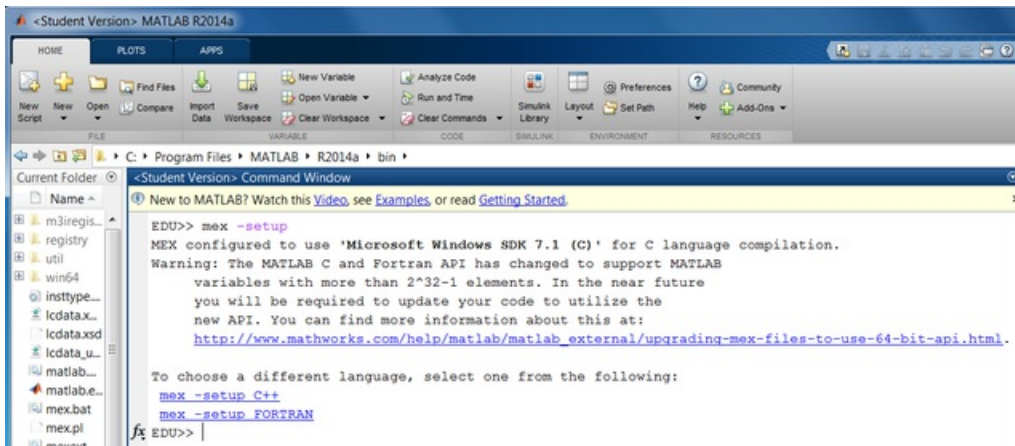 <Student Version> MATLAB R2014a
HOME PLOTS APPS
New Script
New
Open
Find Files
Compare
FILE
Import Data
Save Workspace
New Variable
Open Variable
Clear Workspace
VARIABLE
Analyze Code
Run and Time
Clear Commands
CODE
Simulink Library
SIMULINK
Layout
Preferences
Set Path
ENVIRONMENT
Help
Community
Add-Ons
RESOURCES
C: Program Files MATLAB R2014a bin
Current Folder
Name
m3iregis...
registry
util
win64
insttype....
lcdata.x...
lcdata.xsd
lcdata_u...
matlab....
matlab.e...
mex.bat
mex.pl
<Student Version> Command Window
New to MATLAB? Watch this Video, see Examples, or read Getting Started.
EDU>> mex -setup
MEX configured to use 'Microsoft Windows SDK 7.1 (C)' for C language compilation.
Warning: The MATLAB C and Fortran API has changed to support MATLAB
variables with more than 2^32-1 elements. In the near future
you will be required to update your code to utilize the
new API. You can find more information about this at:
http://www.mathworks.com/help/matlab/matlab_external/upgrading-mex-files-to-use-64-bit-api.html.
To choose a different language, select one from the following:
mex -setup C++
mex -setup FORTRAN
fx EDU>>